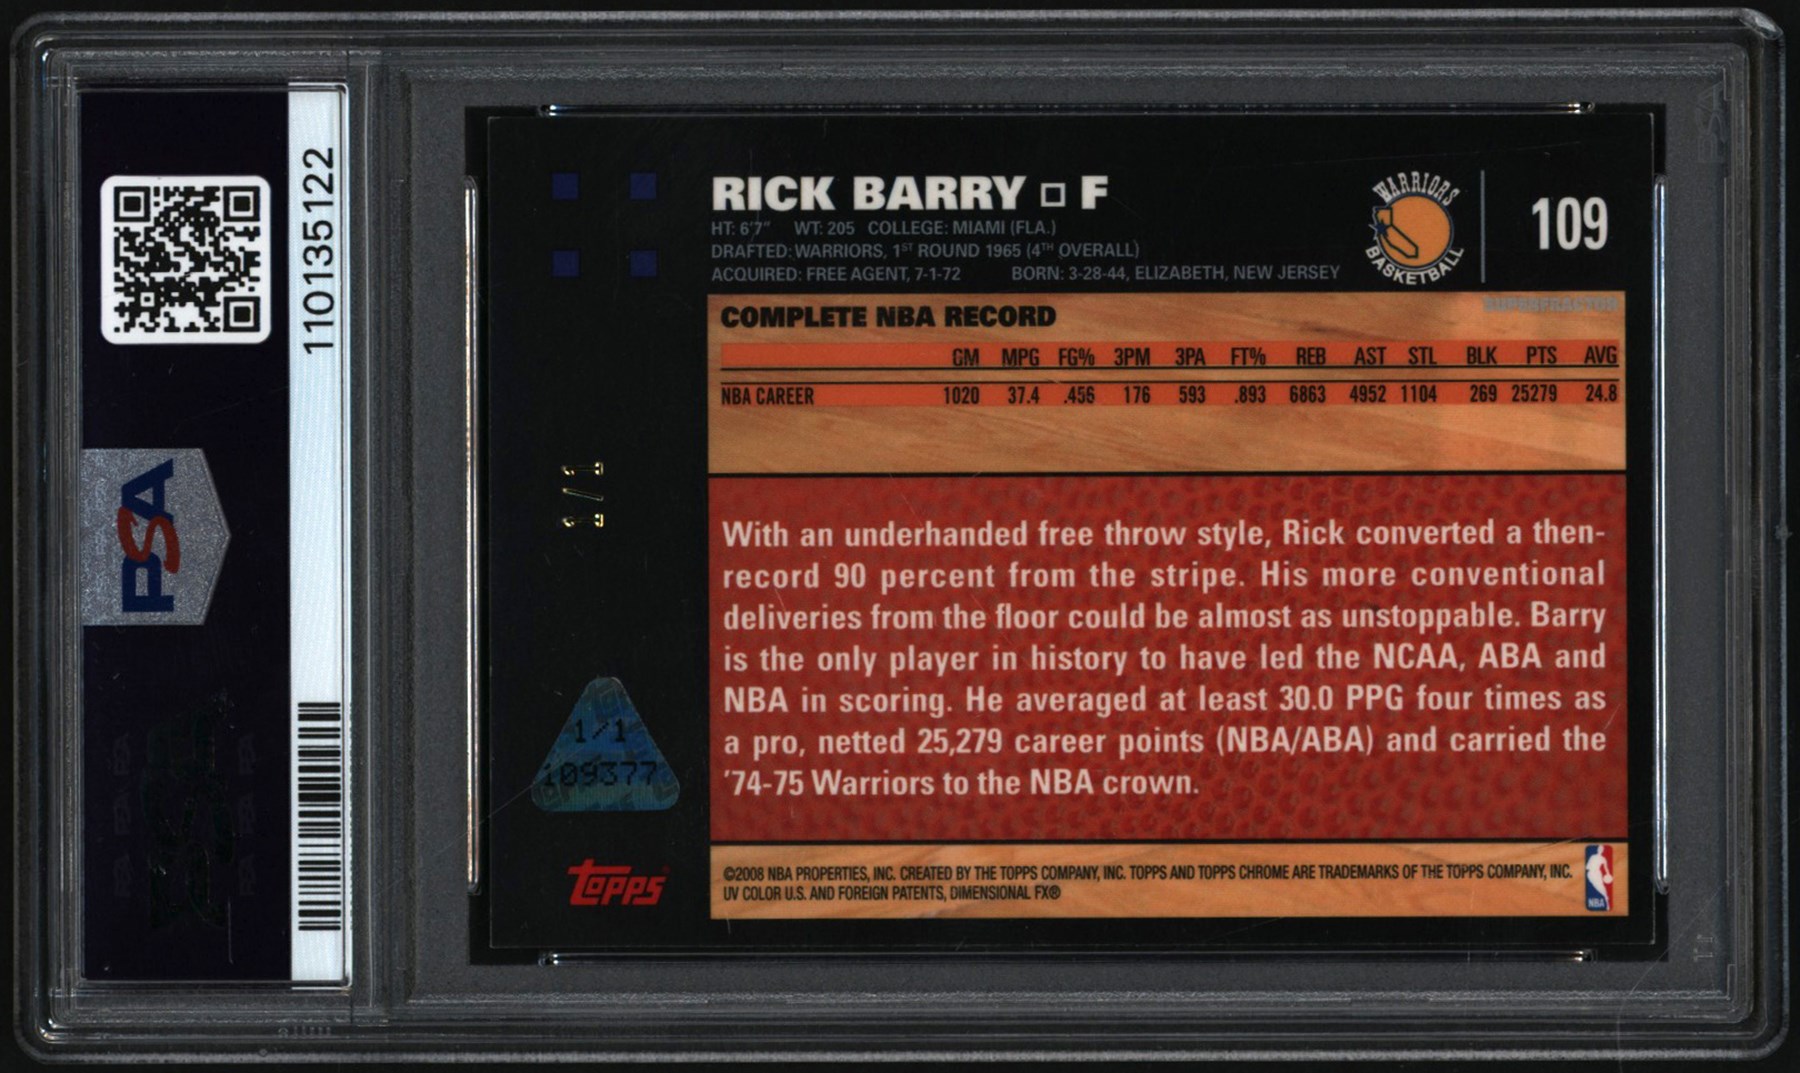 110135122
PSA
RICK BARRY □ F
HT: 6'7" WT: 205 COLLEGE: MIAMI (FLA.)
DRAFTED: WARRIORS, 1ST ROUND 1965 (4TH OVERALL)
ACQUIRED: FREE AGENT, 7-1-72 BORN: 3-28-44, ELIZABETH, NEW JERSEY
WARRIORS
BASKETBALL
109
SUPERFRACTOR
COMPLETE NBA RECORD
GM MPG FG% 3PM 3PA FT% REB AST STL BLK PTS AVG
NBA CAREER 1020 37.4 .456 176 593 .893 6863 4952 1104 269 25279 24.8
1/1
With an underhanded free throw style, Rick converted a then-
record 90 percent from the stripe. His more conventional
deliveries from the floor could be almost as unstoppable. Barry
is the only player in history to have led the NCAA, ABA and
NBA in scoring. He averaged at least 30.0 PPG four times as
a pro, netted 25,279 career points (NBA/ABA) and carried the
'74-75 Warriors to the NBA crown.
1/1
109377
Topps
©2008 NBA PROPERTIES, INC. CREATED BY THE TOPPS COMPANY, INC. TOPPS AND TOPPS CHROME ARE TRADEMARKS OF THE TOPPS COMPANY, INC.
UV COLOR U.S. AND FOREIGN PATENTS, DIMENSIONAL FX®
NBA